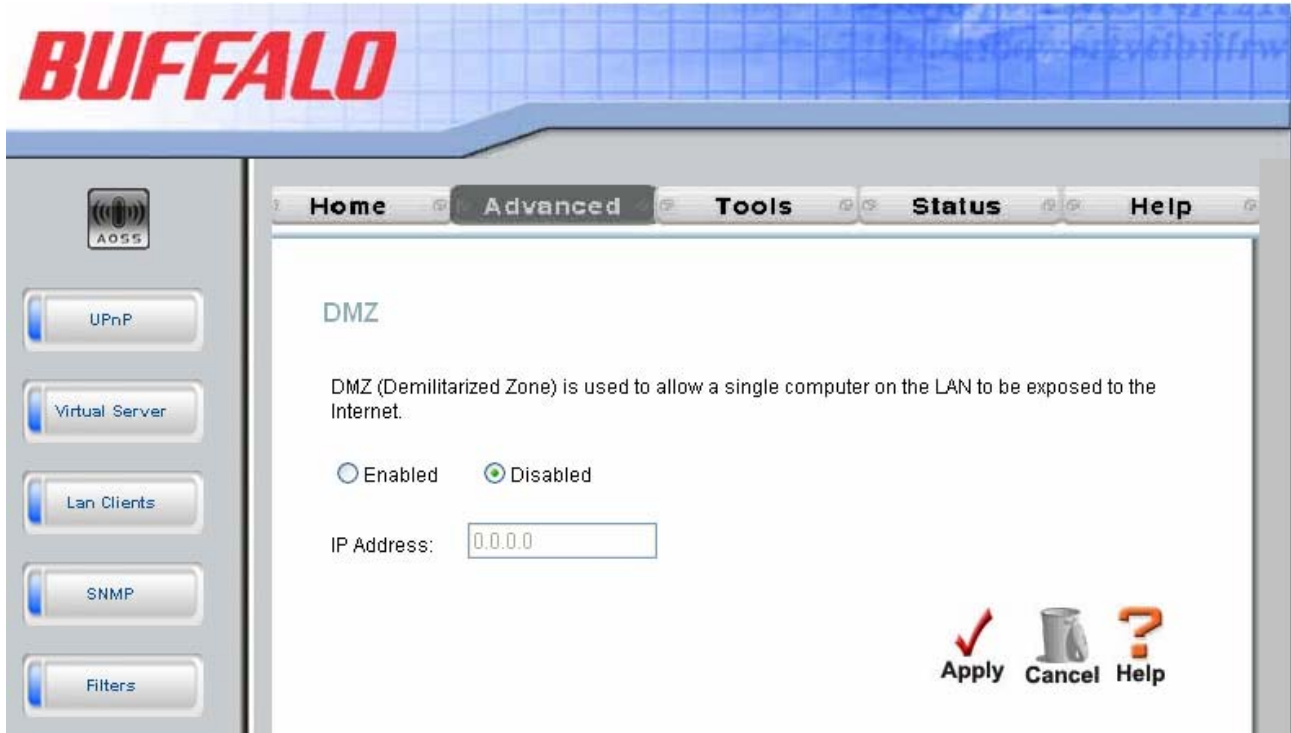 BUFFALO
AOSS
Home Advanced Tools Status Help
UPnP
Virtual Server
Lan Clients
SNMP
Filters
DMZ
DMZ (Demilitarized Zone) is used to allow a single computer on the LAN to be exposed to the
Internet.
Enabled Disabled
IP Address: 0.0.0.0
Apply Cancel Help